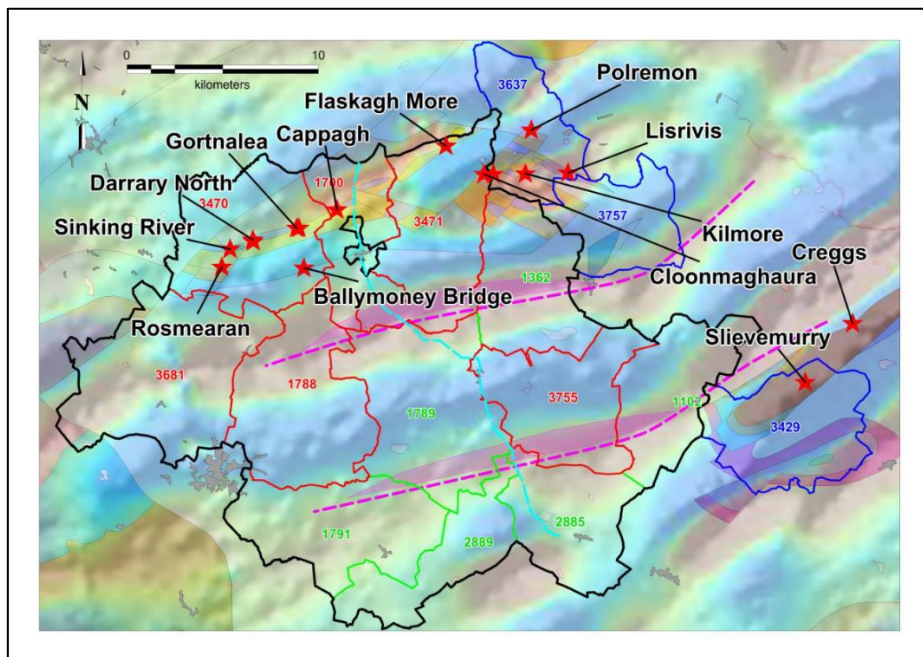 0 10
kilometers
N
3637
Polremon
Flaskagh More
Gortnalea
Cappagh
Lisrivis
Darrary North
1700
3470
3471
3757
Sinking River
Kilmore
1362
Creggs
Cloonmaghaura
Ballymoney Bridge
Rosmearan
Slievemurry
3681
1788
3755
1102
1789
3429
1791
2885
2889